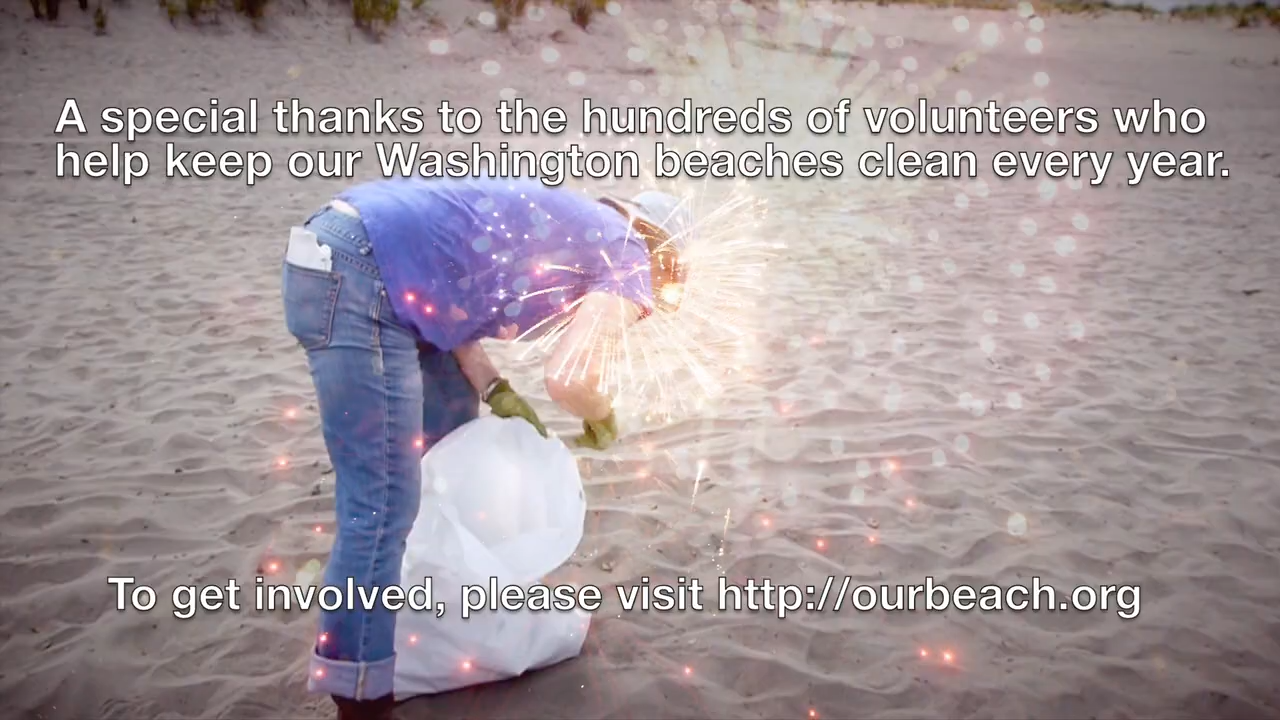 A special thanks to the hundreds of volunteers who
help keep our Washington beaches clean every year.
To get involved, please visit http://ourbeach.org